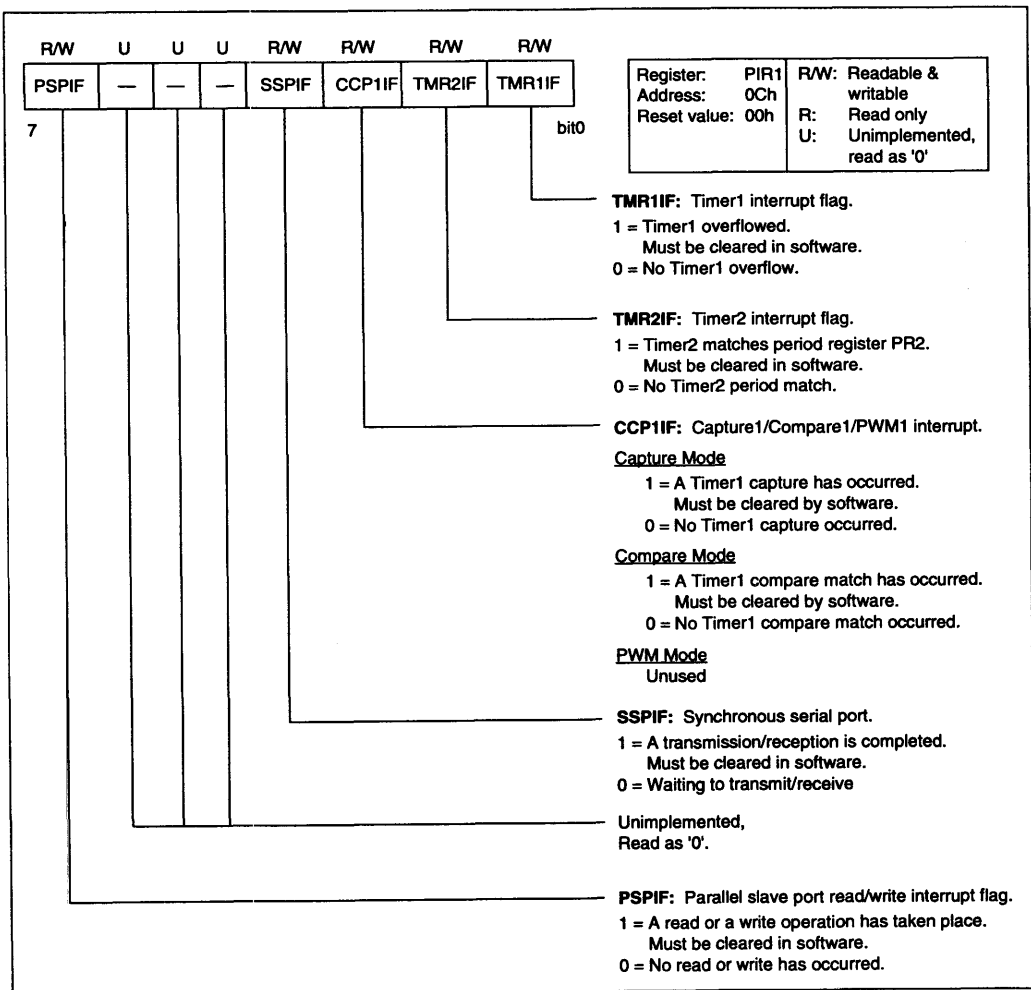 R/W U U U R/W R/W R/W R/W
PSPIF — — — SSPIF CCP1IF TMR2IF TMR1IF
7 bit0
Register: PIR1
Address: 0Ch
Reset value: 00h
R/W: Readable &
writable
R: Read only
U: Unimplemented,
read as '0'
TMR1IF: Timer1 interrupt flag.
1 = Timer1 overflowed.
Must be cleared in software.
0 = No Timer1 overflow.
TMR2IF: Timer2 interrupt flag.
1 = Timer2 matches period register PR2.
Must be cleared in software.
0 = No Timer2 period match.
CCP1IF: Capture1/Compare1/PWM1 interrupt.
Capture Mode
1 = A Timer1 capture has occurred.
Must be cleared by software.
0 = No Timer1 capture occurred.
Compare Mode
1 = A Timer1 compare match has occurred.
Must be cleared by software.
0 = No Timer1 compare match occurred.
PWM Mode
Unused
SSPIF: Synchronous serial port.
1 = A transmission/reception is completed.
Must be cleared in software.
0 = Waiting to transmit/receive
Unimplemented,
Read as '0'.
PSPIF: Parallel slave port read/write interrupt flag.
1 = A read or a write operation has taken place.
Must be cleared in software.
0 = No read or write has occurred.